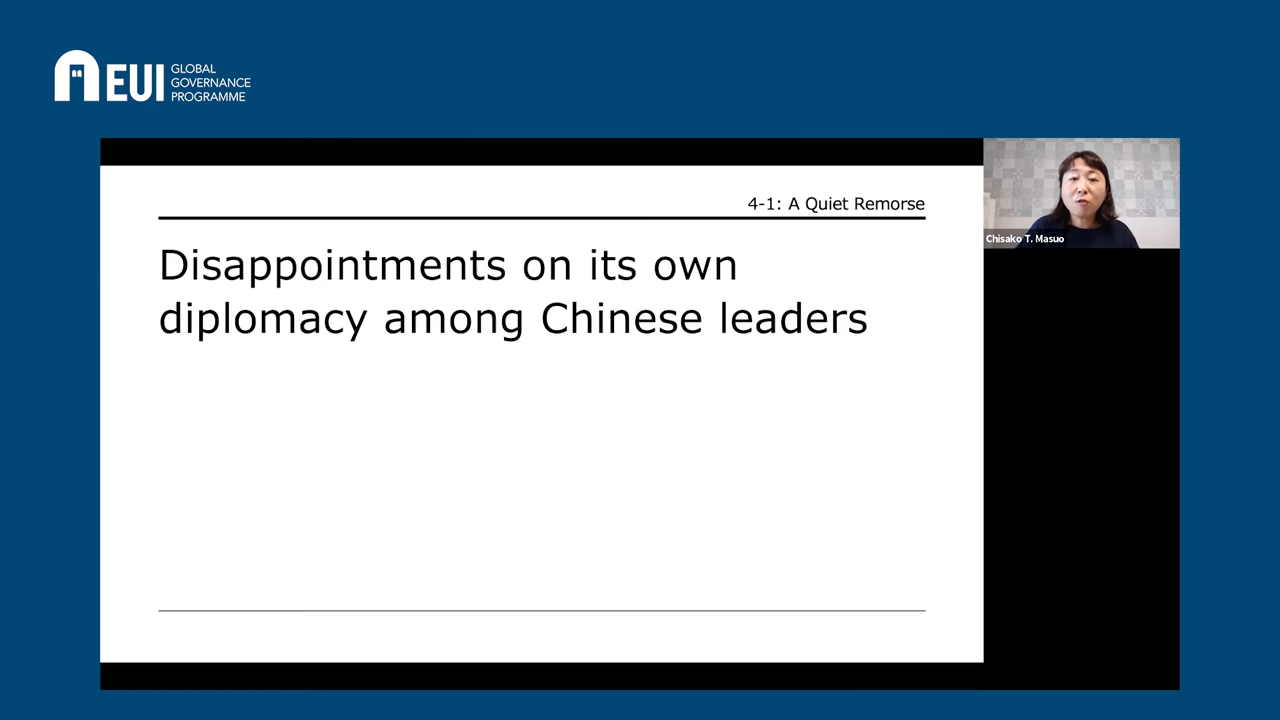 EUI
GLOBAL
GOVERNANCE
PROGRAMME
4-1: A Quiet Remorse
Disappointments on its own
diplomacy among Chinese leaders
Chisako T. Masuo